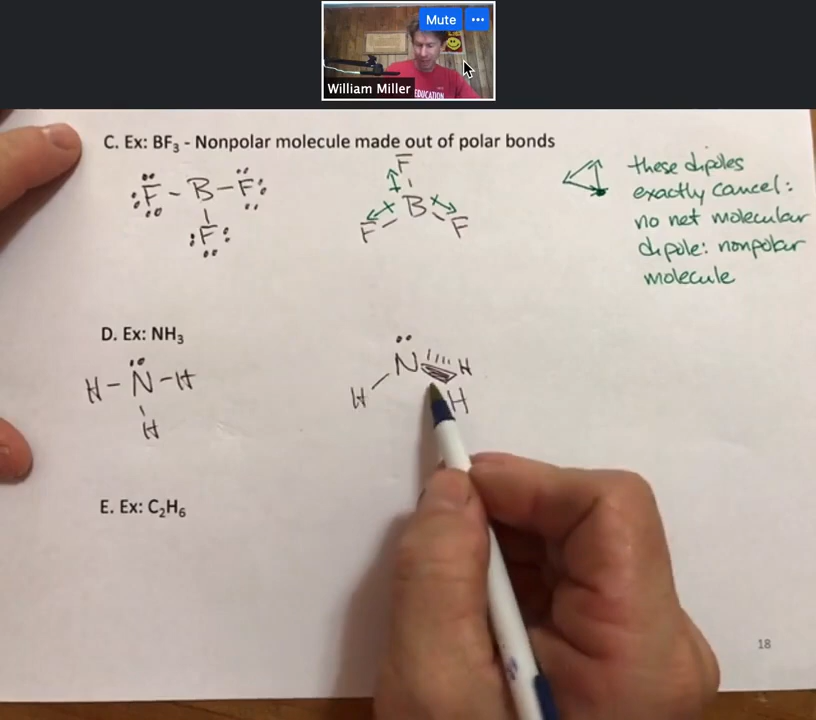 Mute
William Miller
EDUCATION
C. Ex: BF₃ - Nonpolar molecule made out of polar bonds
:F - B - F:
F:
F
B
F F
these dipoles
exactly cancel:
no net molecular
dipole: nonpolar
molecule
D. Ex: NH₃
H - N - H
H
N
H
H
H
E. Ex: C₂H₆
18